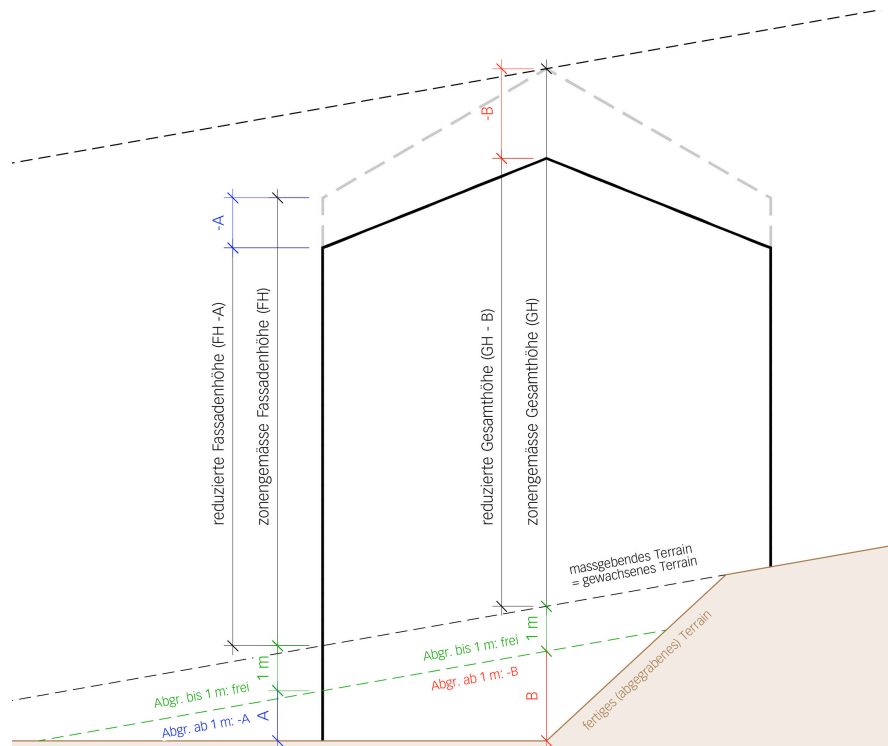 -B
-A
reduzierte Fassadenhöhe (FH -A)
zonengemässe Fassadenhöhe (FH)
reduzierte Gesamthöhe (GH - B)
zonengemässe Gesamthöhe (GH)
massgebendes Terrain
= gewachsenes Terrain
Abgr. bis 1 m: frei
1 m
Abgr. ab 1 m: -B
B
Abgr. bis 1 m: frei
1 m
Abgr. ab 1 m: -A
A
fertiges (abgegrabenes) Terrain